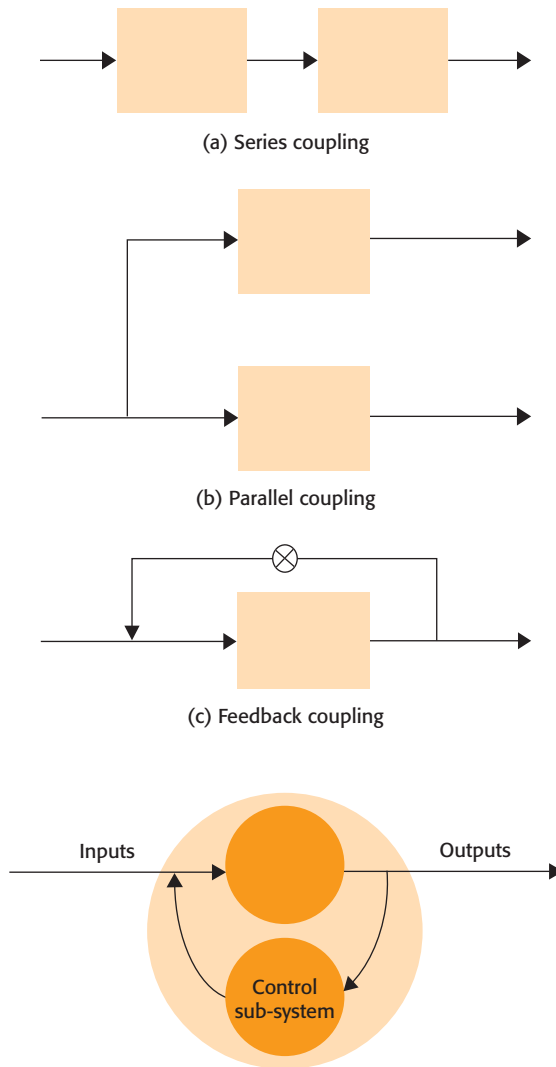 (a) Series coupling
(b) Parallel coupling
(c) Feedback coupling
Inputs
Outputs
Control
sub-system